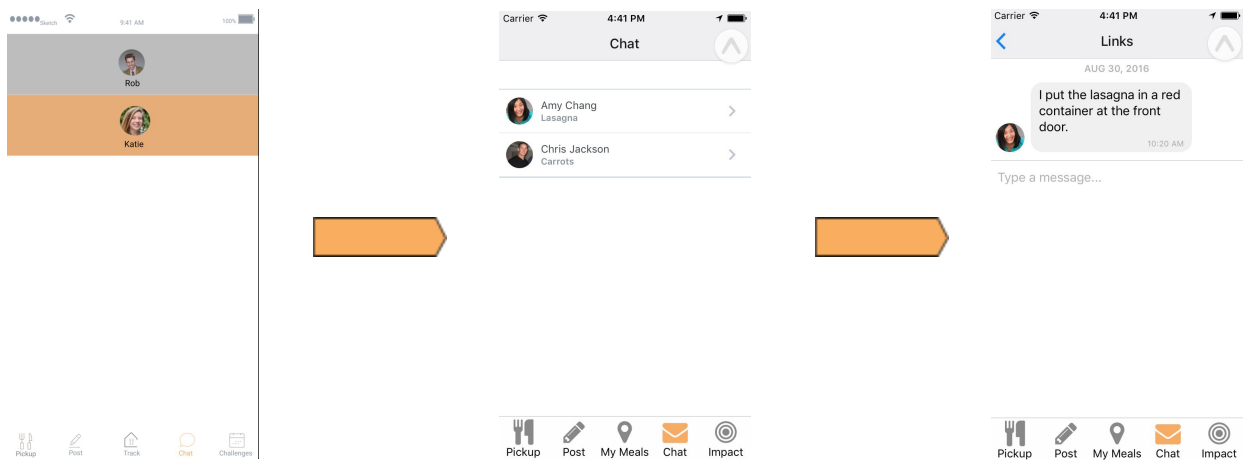 Sketch
9:41 AM
100%
Rob
Katie
Pickup
Post
Track
Chat
Challenges
Carrier
4:41 PM
Chat
Amy Chang
Lasagna
Chris Jackson
Carrots
Pickup
Post
My Meals
Chat
Impact
Carrier
4:41 PM
Links
AUG 30, 2016
I put the lasagna in a red
container at the front
door.
10:20 AM
Type a message...
Pickup
Post
My Meals
Chat
Impact